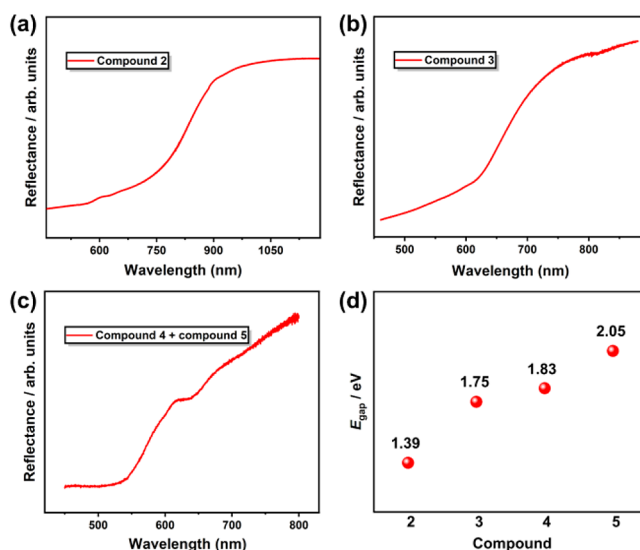 (a)
Compound 2
Reflectance / arb. units
600 750 900 1050
Wavelength (nm)
(b)
Compound 3
Reflectance / arb. units
500 600 700 800
Wavelength (nm)
(c)
Compound 4 + compound 5
Reflectance / arb. units
500 600 700 800
Wavelength (nm)
(d)
2.05
1.83
1.75
1.39
E_gap / eV
2 3 4 5
Compound